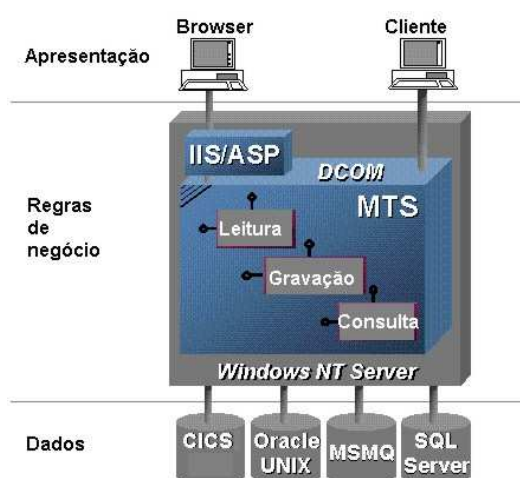 Browser
Cliente
Apresentação
IIS/ASP
DCOM
MTS
Regras
de
negócio
Leitura
Gravação
Consulta
Windows NT Server
Dados
CICS
Oracle
UNIX
MSMQ
SQL
Server